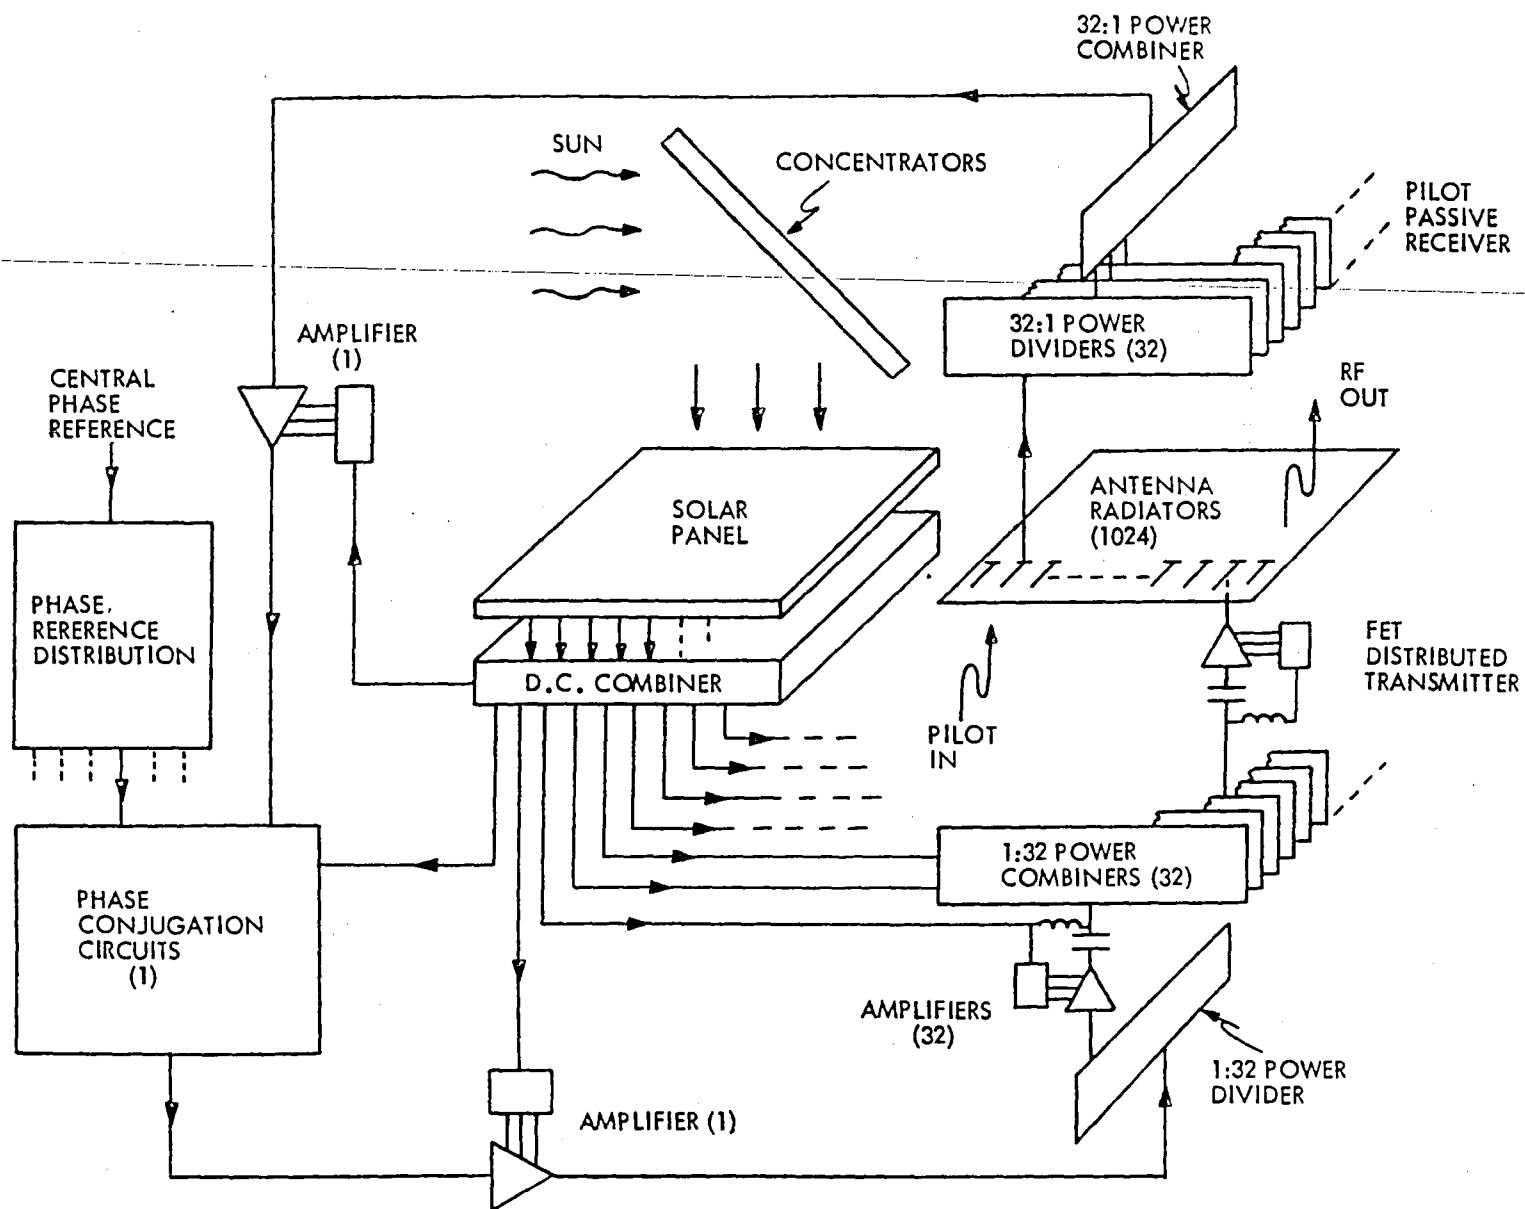 32:1 POWER
COMBINER
SUN
CONCENTRATORS
PILOT
PASSIVE
RECEIVER
AMPLIFIER
(1)
32:1 POWER
DIVIDERS (32)
CENTRAL
PHASE
REFERENCE
RF
OUT
SOLAR
PANEL
ANTENNA
RADIATORS
(1024)
PHASE.
RERERENCE
DISTRIBUTION
D.C. COMBINER
FET
DISTRIBUTED
TRANSMITTER
PILOT
IN
1:32 POWER
COMBINERS (32)
PHASE
CONJUGATION
CIRCUITS
(1)
AMPLIFIERS
(32)
1:32 POWER
DIVIDER
AMPLIFIER (1)